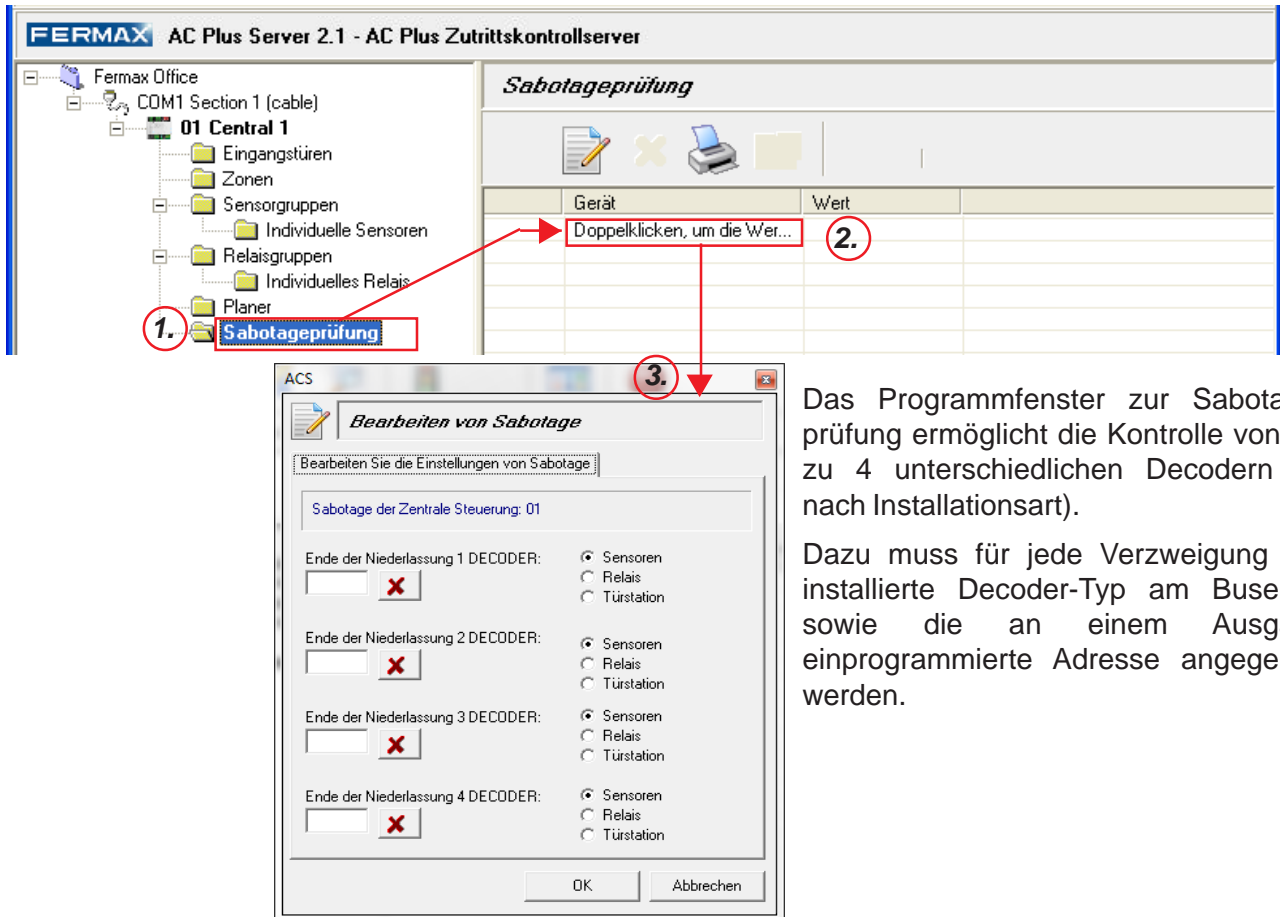 FERMAX AC Plus Server 2.1 - AC Plus Zutrittskontrollserver
Fermax Office
COM1 Section 1 (cable)
01 Central 1
Eingangstüren
Zonen
Sensorgruppen
Individuelle Sensoren
Relaisgruppen
Individuelles Relais
Planer
1. Sabotageprüfung
Sabotageprüfung
Gerät Wert
Doppelklicken, um die Wer... 2.
3.
ACS
Bearbeiten von Sabotage
Bearbeiten Sie die Einstellungen von Sabotage
Sabotage der Zentrale Steuerung: 01
Ende der Niederlassung 1 DECODER:
Sensoren
Relais
Türstation
Ende der Niederlassung 2 DECODER:
Sensoren
Relais
Türstation
Ende der Niederlassung 3 DECODER:
Sensoren
Relais
Türstation
Ende der Niederlassung 4 DECODER:
Sensoren
Relais
Türstation
OK Abbrechen
Das Programmfenster zur Sabota
prüfung ermöglicht die Kontrolle von
zu 4 unterschiedlichen Decodern
nach Installationsart).
Dazu muss für jede Verzweigung
installierte Decoder-Typ am Buse
sowie die an einem Ausg
einprogrammierte Adresse angege
werden.